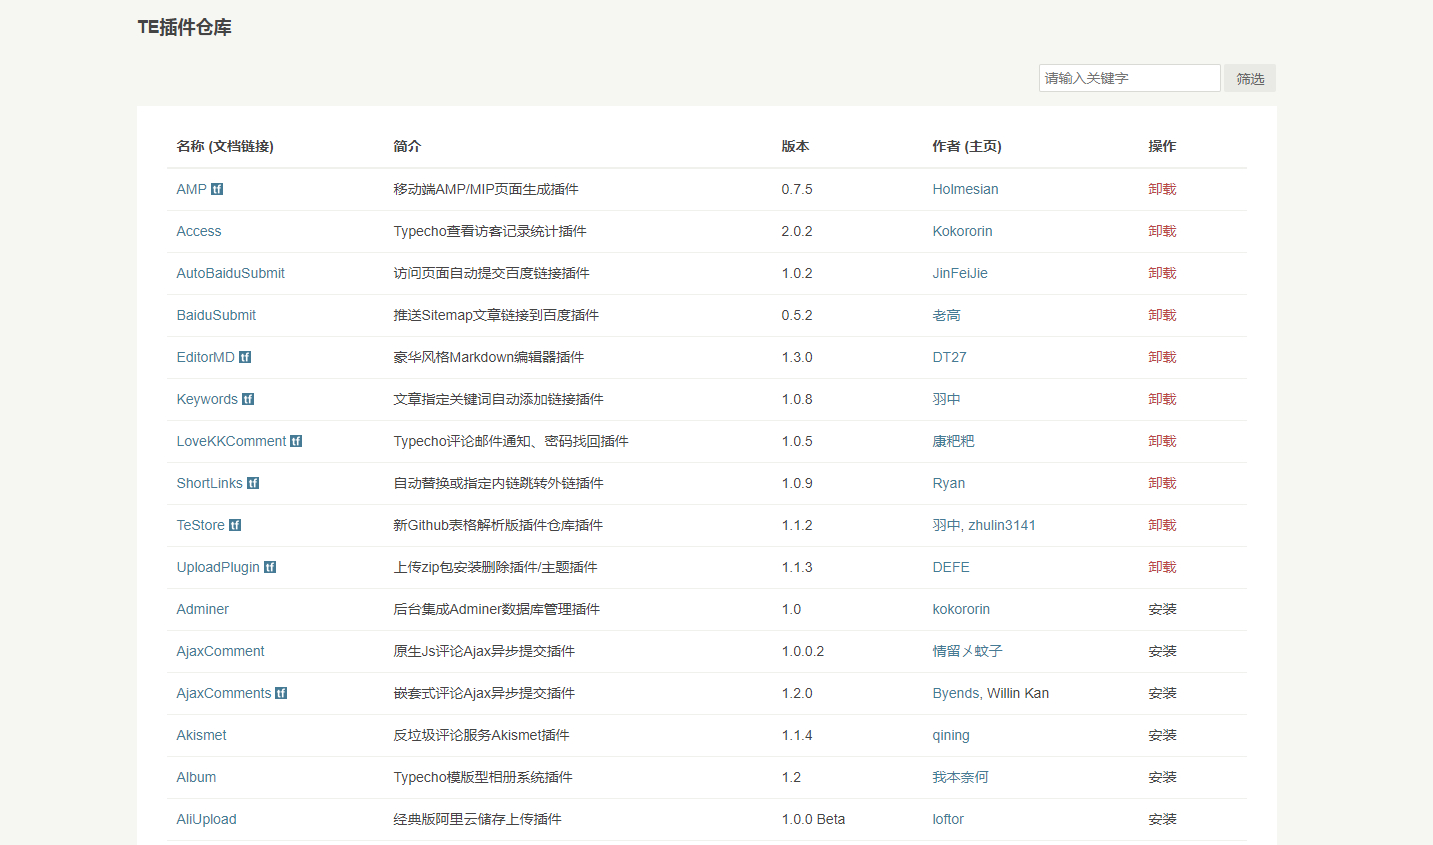 TE插件仓库
请输入关键字 筛选
名称 (文档链接) 简介 版本 作者 (主页) 操作
AMP tf 移动端AMP/MIP页面生成插件 0.7.5 Holmesian 卸载
Access Typecho查看访客记录统计插件 2.0.2 Kokororin 卸载
AutoBaiduSubmit 访问页面自动提交百度链接插件 1.0.2 JinFeiJie 卸载
BaiduSubmit 推送Sitemap文章链接到百度插件 0.5.2 老高 卸载
EditorMD tf 豪华风格Markdown编辑器插件 1.3.0 DT27 卸载
Keywords tf 文章指定关键词自动添加链接插件 1.0.8 羽中 卸载
LoveKKComment tf Typecho评论邮件通知、密码找回插件 1.0.5 康粑粑 卸载
ShortLinks tf 自动替换或指定内链跳转外链插件 1.0.9 Ryan 卸载
TeStore tf 新Github表格解析版插件仓库插件 1.1.2 羽中, zhulin3141 卸载
UploadPlugin tf 上传zip包安装删除插件/主题插件 1.1.3 DEFE 卸载
Adminer 后台集成Adminer数据库管理插件 1.0 kokororin 安装
AjaxComment 原生Js评论Ajax异步提交插件 1.0.0.2 情留メ蚊子 安装
AjaxComments tf 嵌套式评论Ajax异步提交插件 1.2.0 Byends, Willin Kan 安装
Akismet 反垃圾评论服务Akismet插件 1.1.4 qining 安装
Album Typecho模版型相册系统插件 1.2 我本奈何 安装
AliUpload 经典版阿里云储存上传插件 1.0.0 Beta loftor 安装